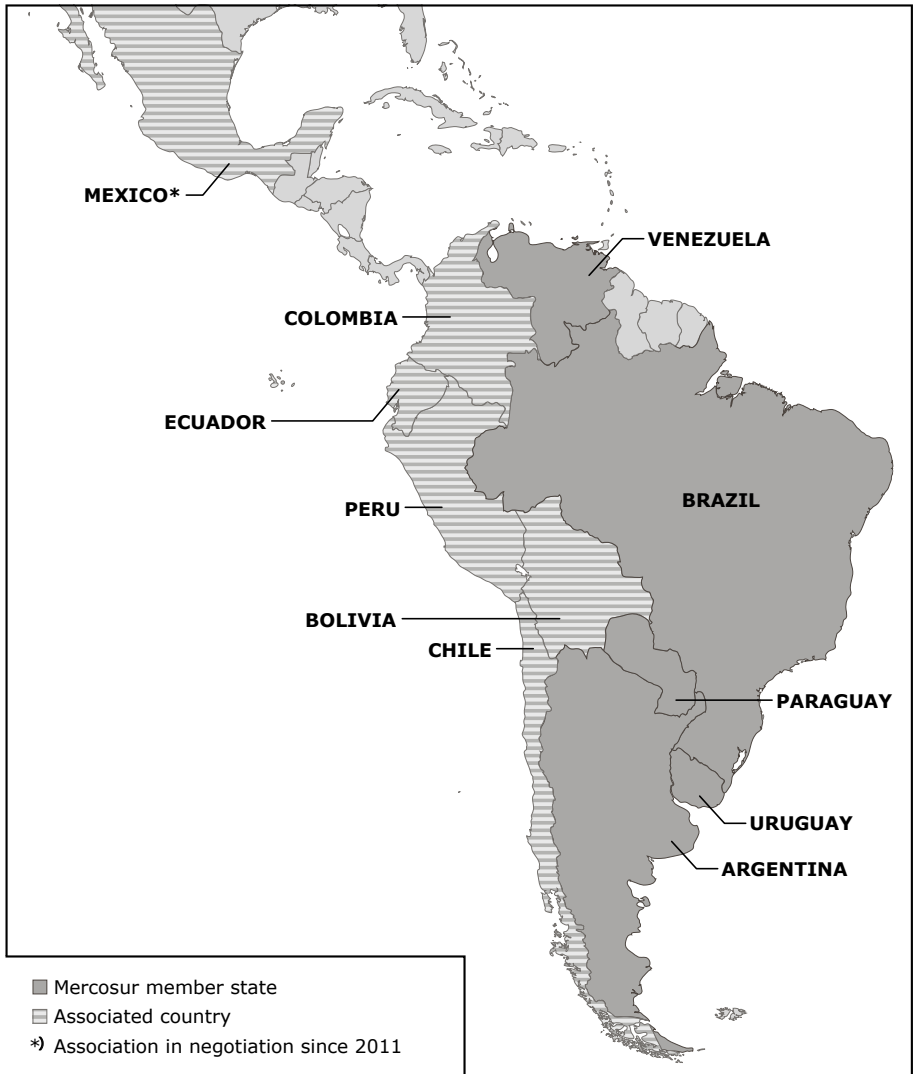 MEXICO*
VENEZUELA
COLOMBIA
ECUADOR
BRAZIL
PERU
BOLIVIA
CHILE
PARAGUAY
URUGUAY
ARGENTINA
Mercosur member state
Associated country
*) Association in negotiation since 2011